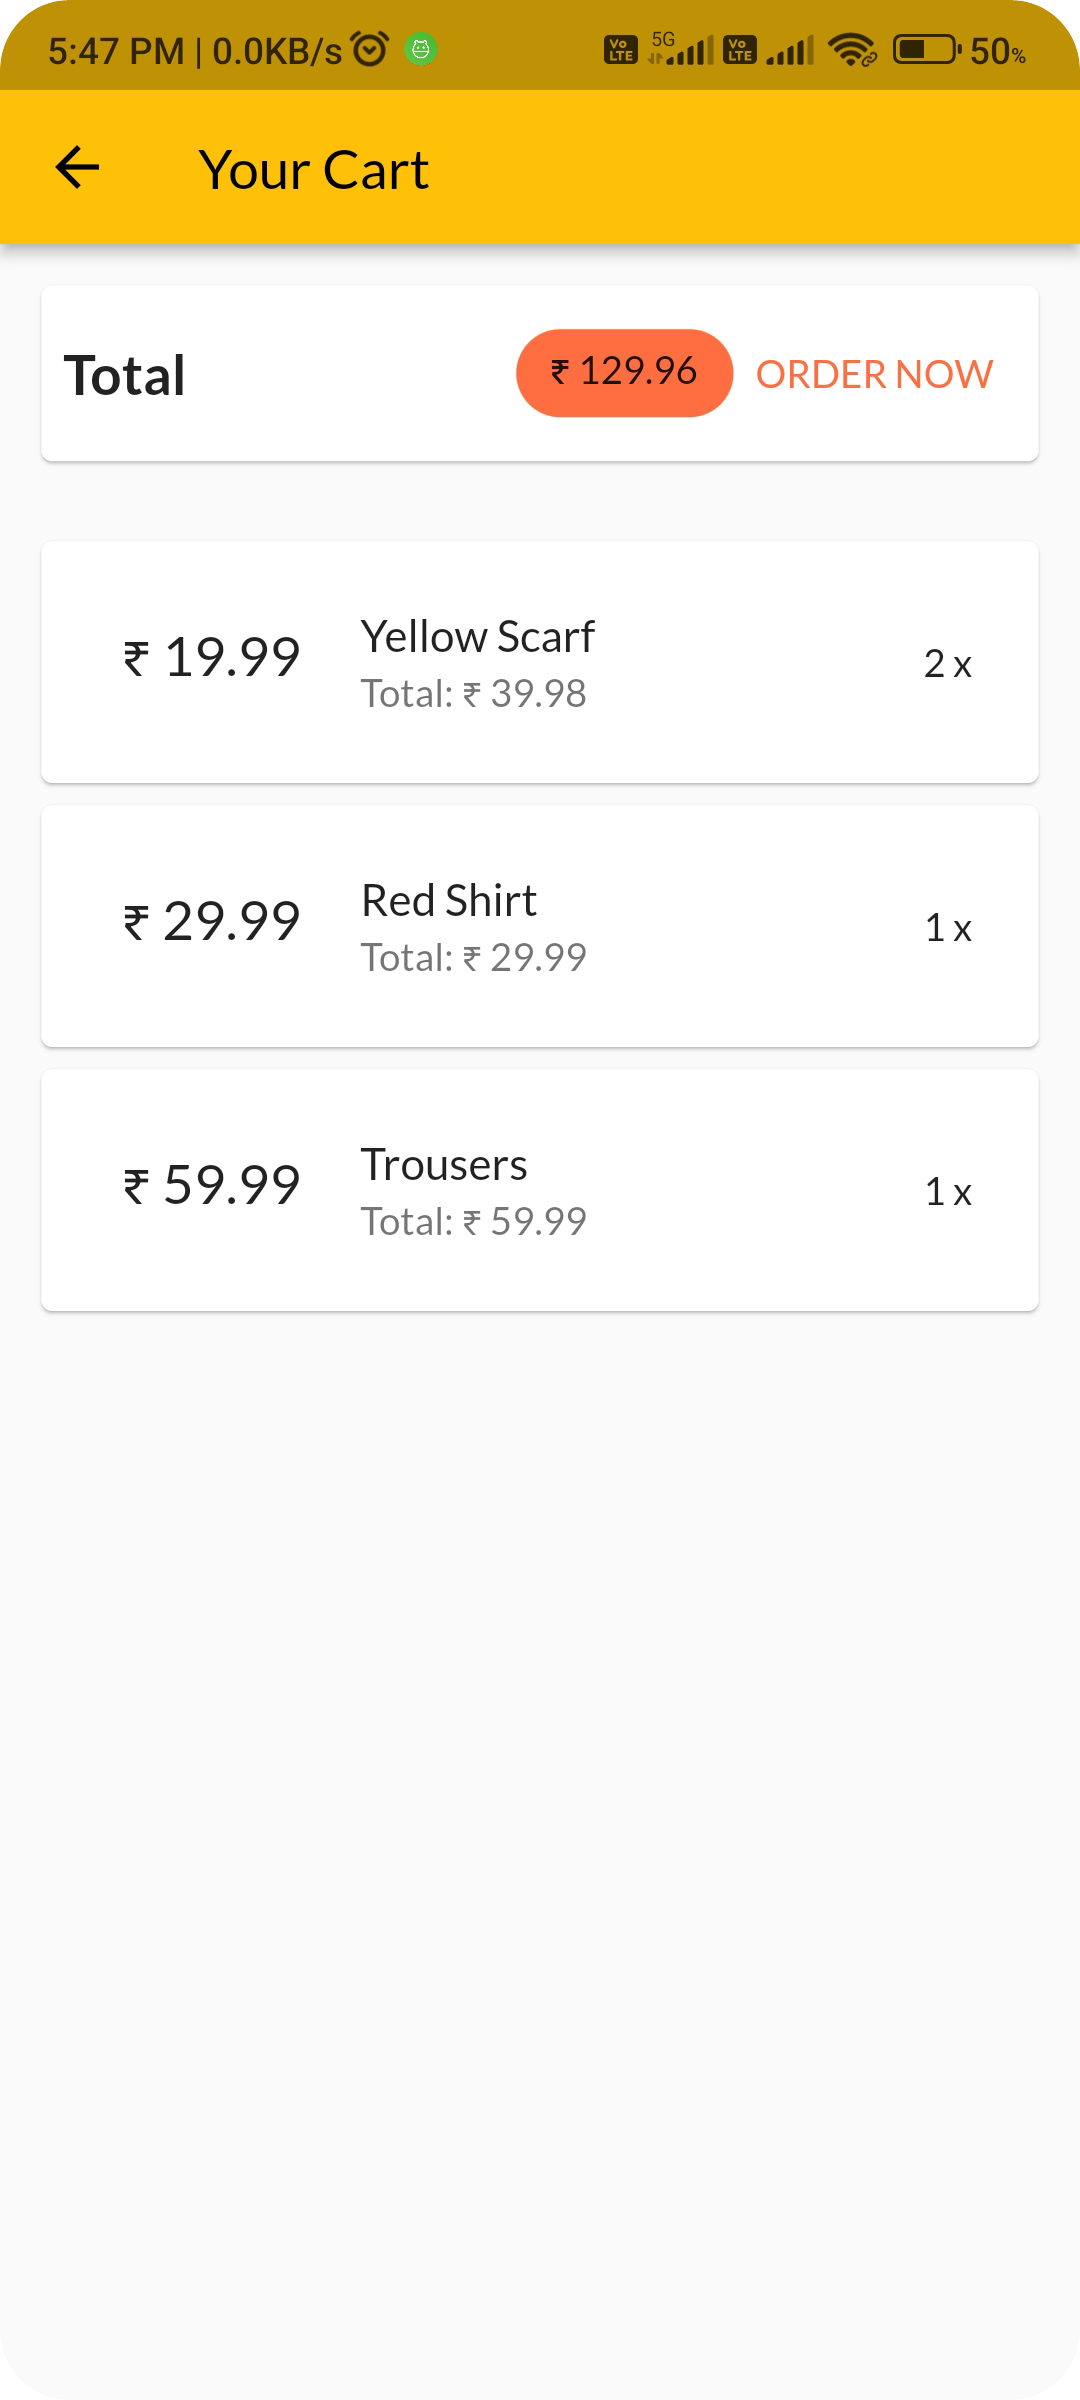 5:47 PM | 0.0KB/s Vo LTE 5G Vo LTE 50%
Your Cart
Total ₹ 129.96 ORDER NOW
₹ 19.99 Yellow Scarf 2 x
Total: ₹ 39.98
₹ 29.99 Red Shirt 1 x
Total: ₹ 29.99
₹ 59.99 Trousers 1 x
Total: ₹ 59.99